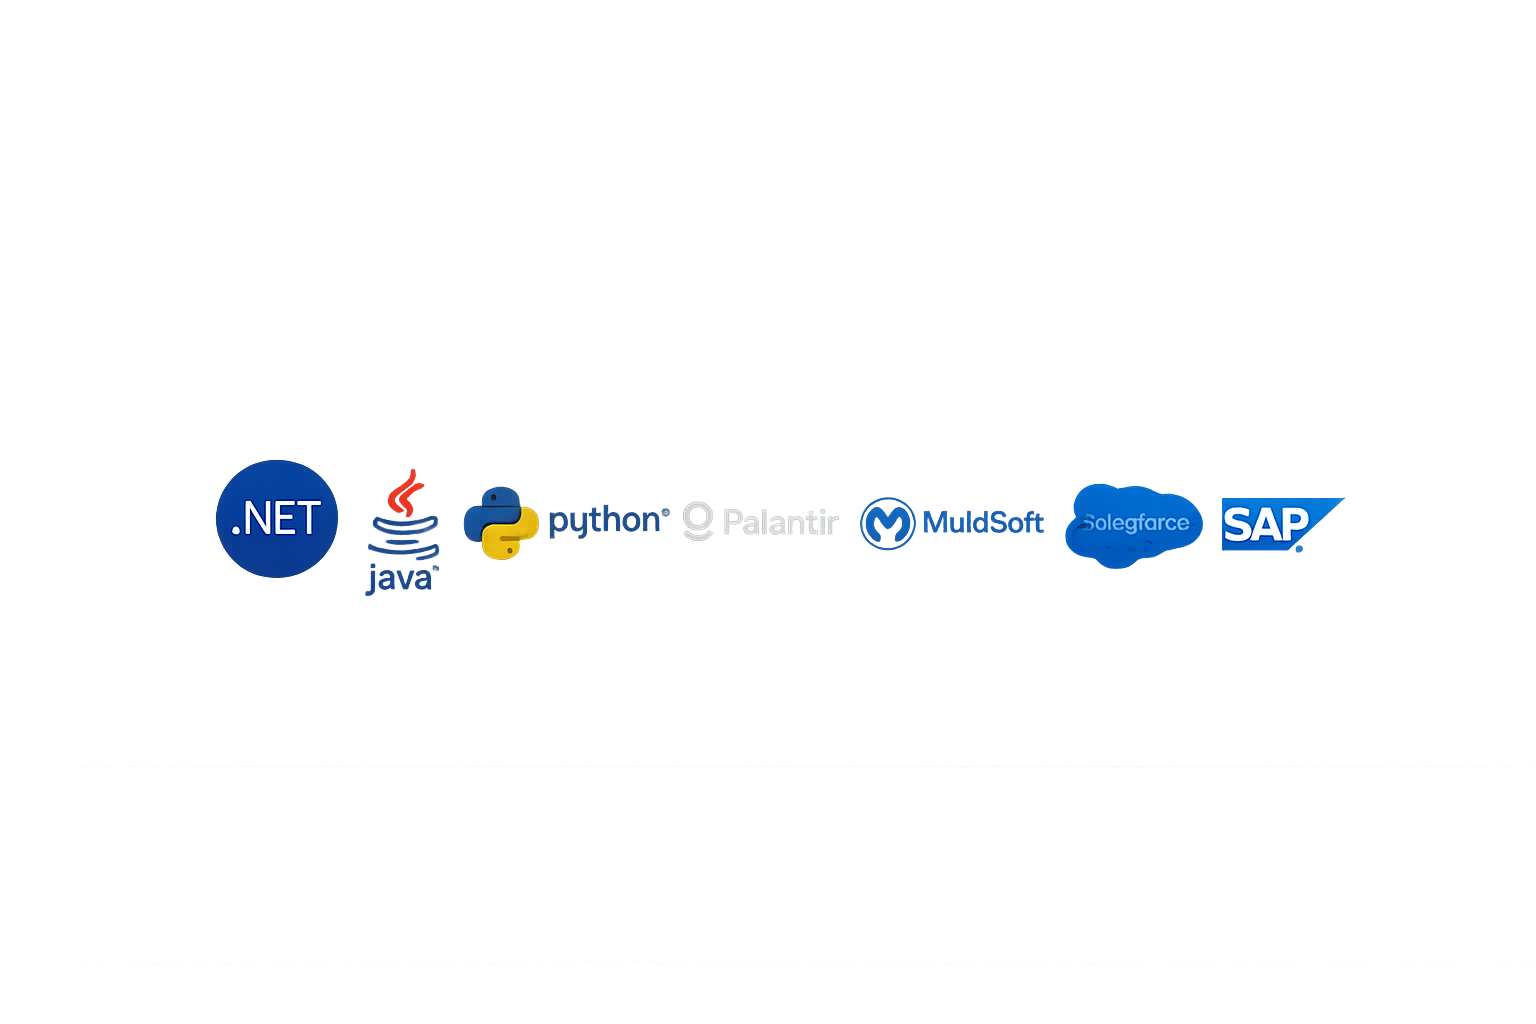 .NET
java
python
Palantir
MuldSoft
Solegfarce
SAP